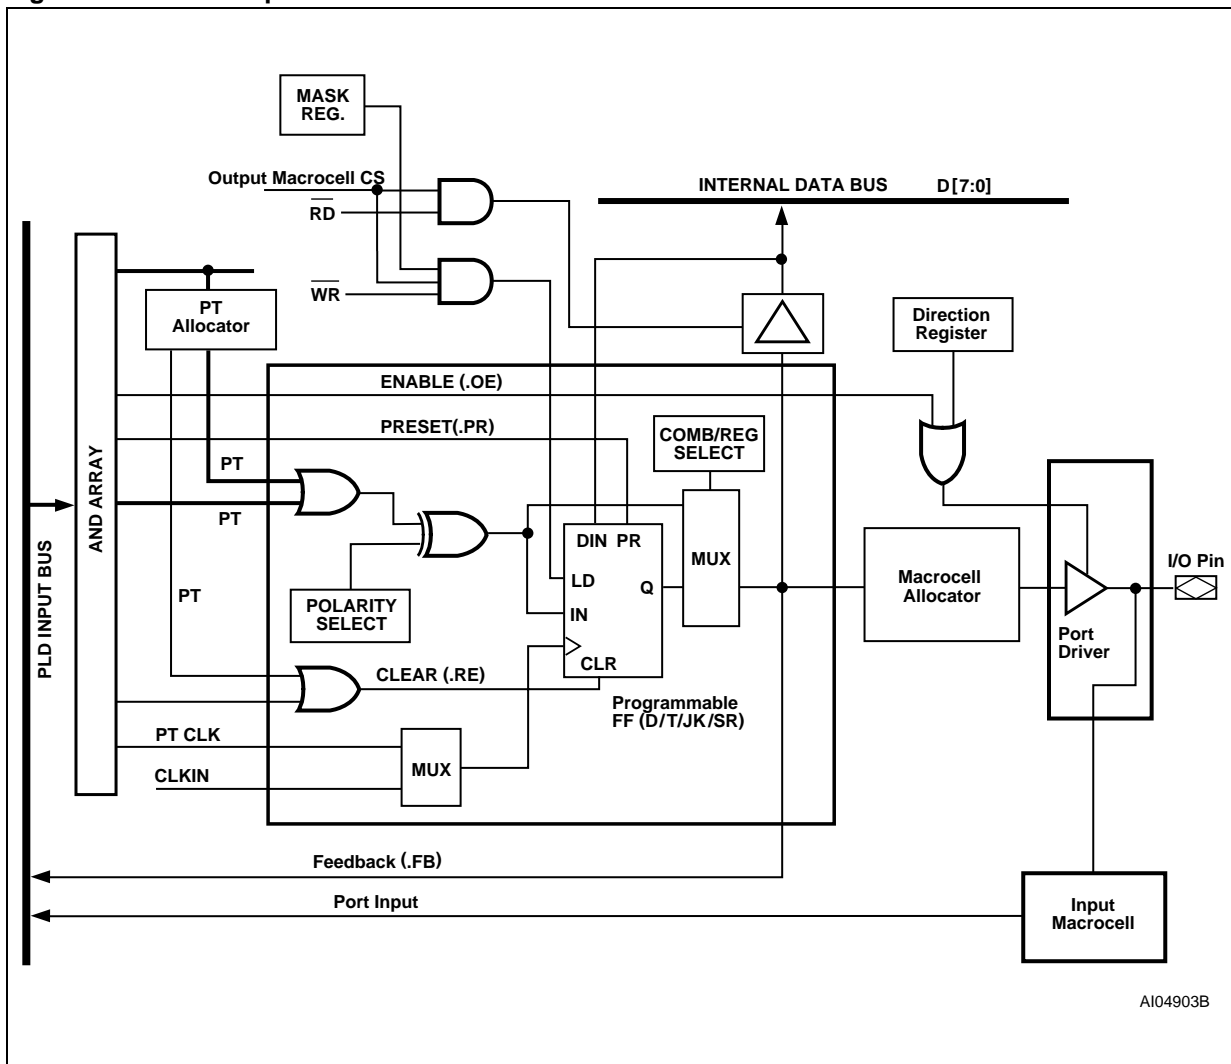 MASK
REG.
Output Macrocell CS
RD
WR
INTERNAL DATA BUS D[7:0]
PT
Allocator
Direction
Register
ENABLE (.OE)
PRESET(.PR)
COMB/REG
SELECT
PT
PT
PT
AND ARRAY
PLD INPUT BUS
POLARITY
SELECT
DIN PR
LD
Q
IN
CLR
MUX
Macrocell
Allocator
I/O Pin
Port
Driver
CLEAR (.RE)
Programmable
FF (D/T/JK/SR)
PT CLK
CLKIN
MUX
Feedback (.FB)
Port Input
Input
Macrocell
AI04903B